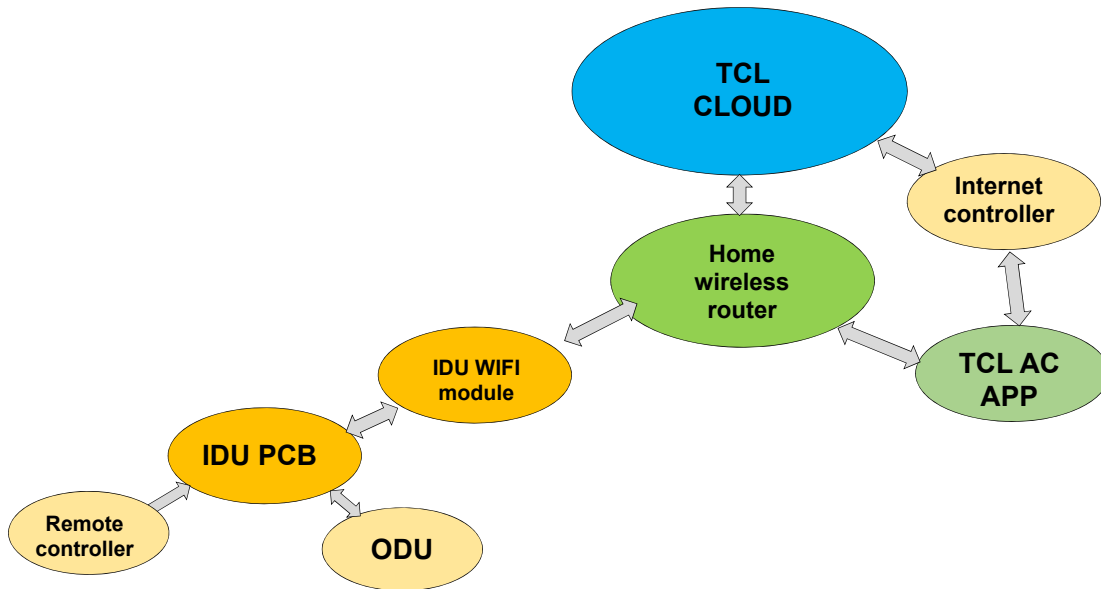 TCL
CLOUD
Internet
controller
Home
wireless
router
IDU WIFI
module
TCL AC
APP
IDU PCB
Remote
controller
ODU